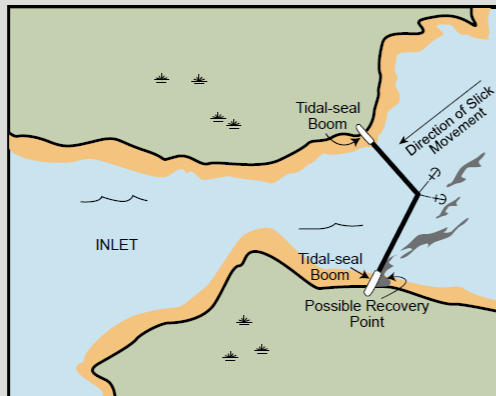 Tidal-seal
Boom
Direction of Slick
Movement
INLET
Tidal-seal
Boom
Possible Recovery
Point